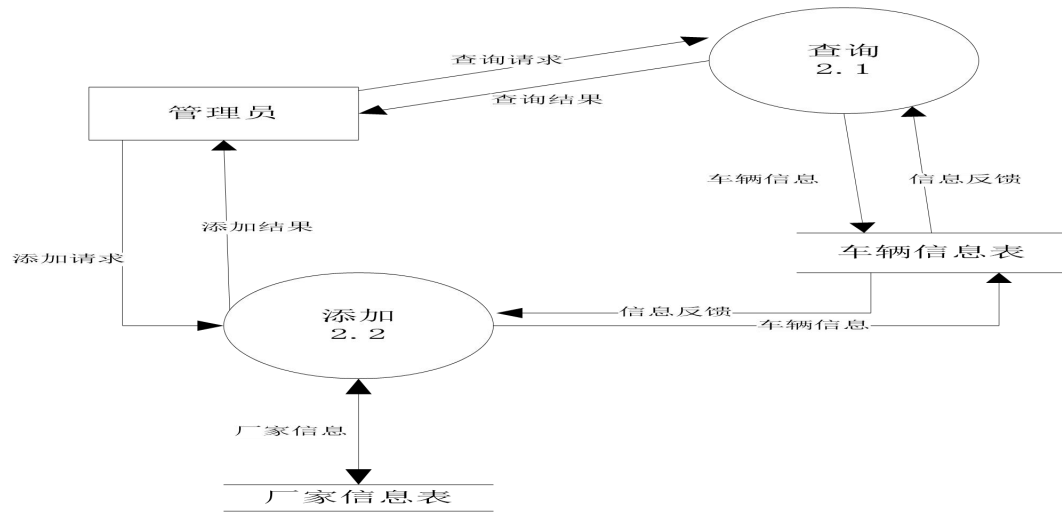 查询请求
查询
2.1
查询结果
管理员
车辆信息
信息反馈
添加结果
添加请求
车辆信息表
添加
2.2
信息反馈
车辆信息
厂家信息
厂家信息表